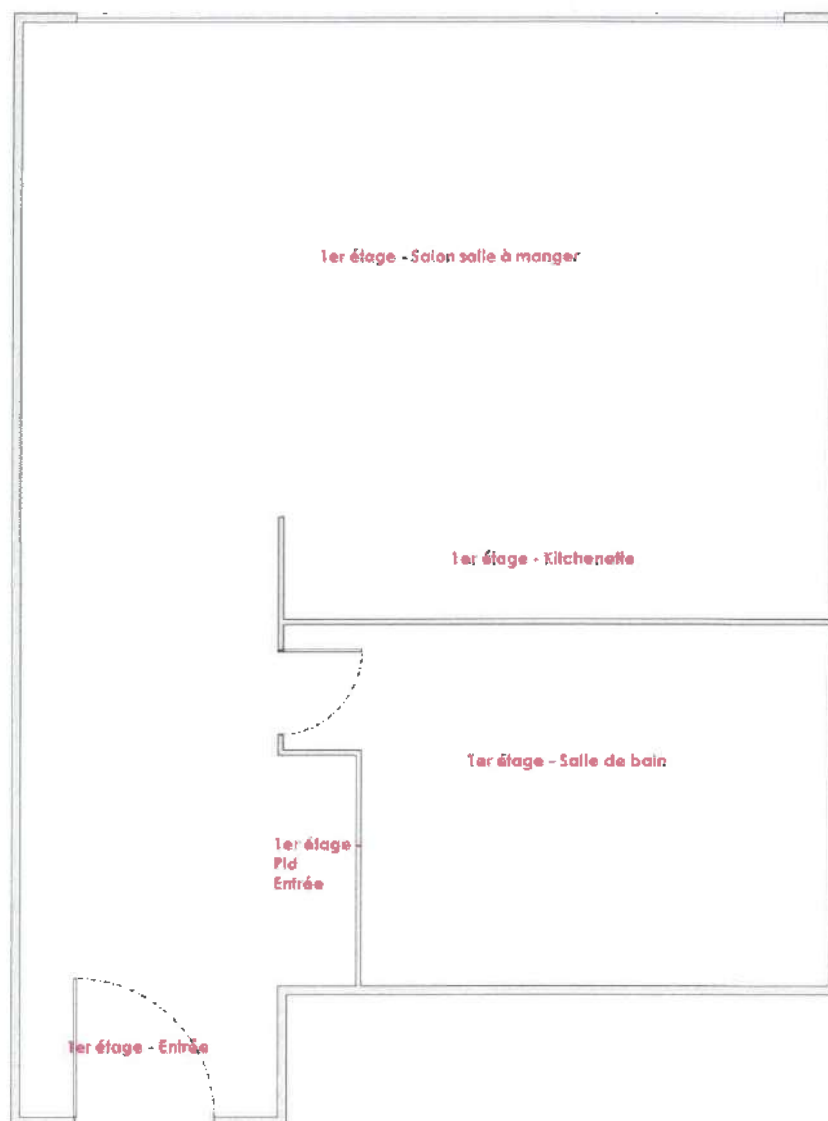 1er étage - Salon salle à manger
1er étage - Kitchenette
1er étage - Salle de bain
1er étage -
Pld
Entrée
1er étage - Entrée